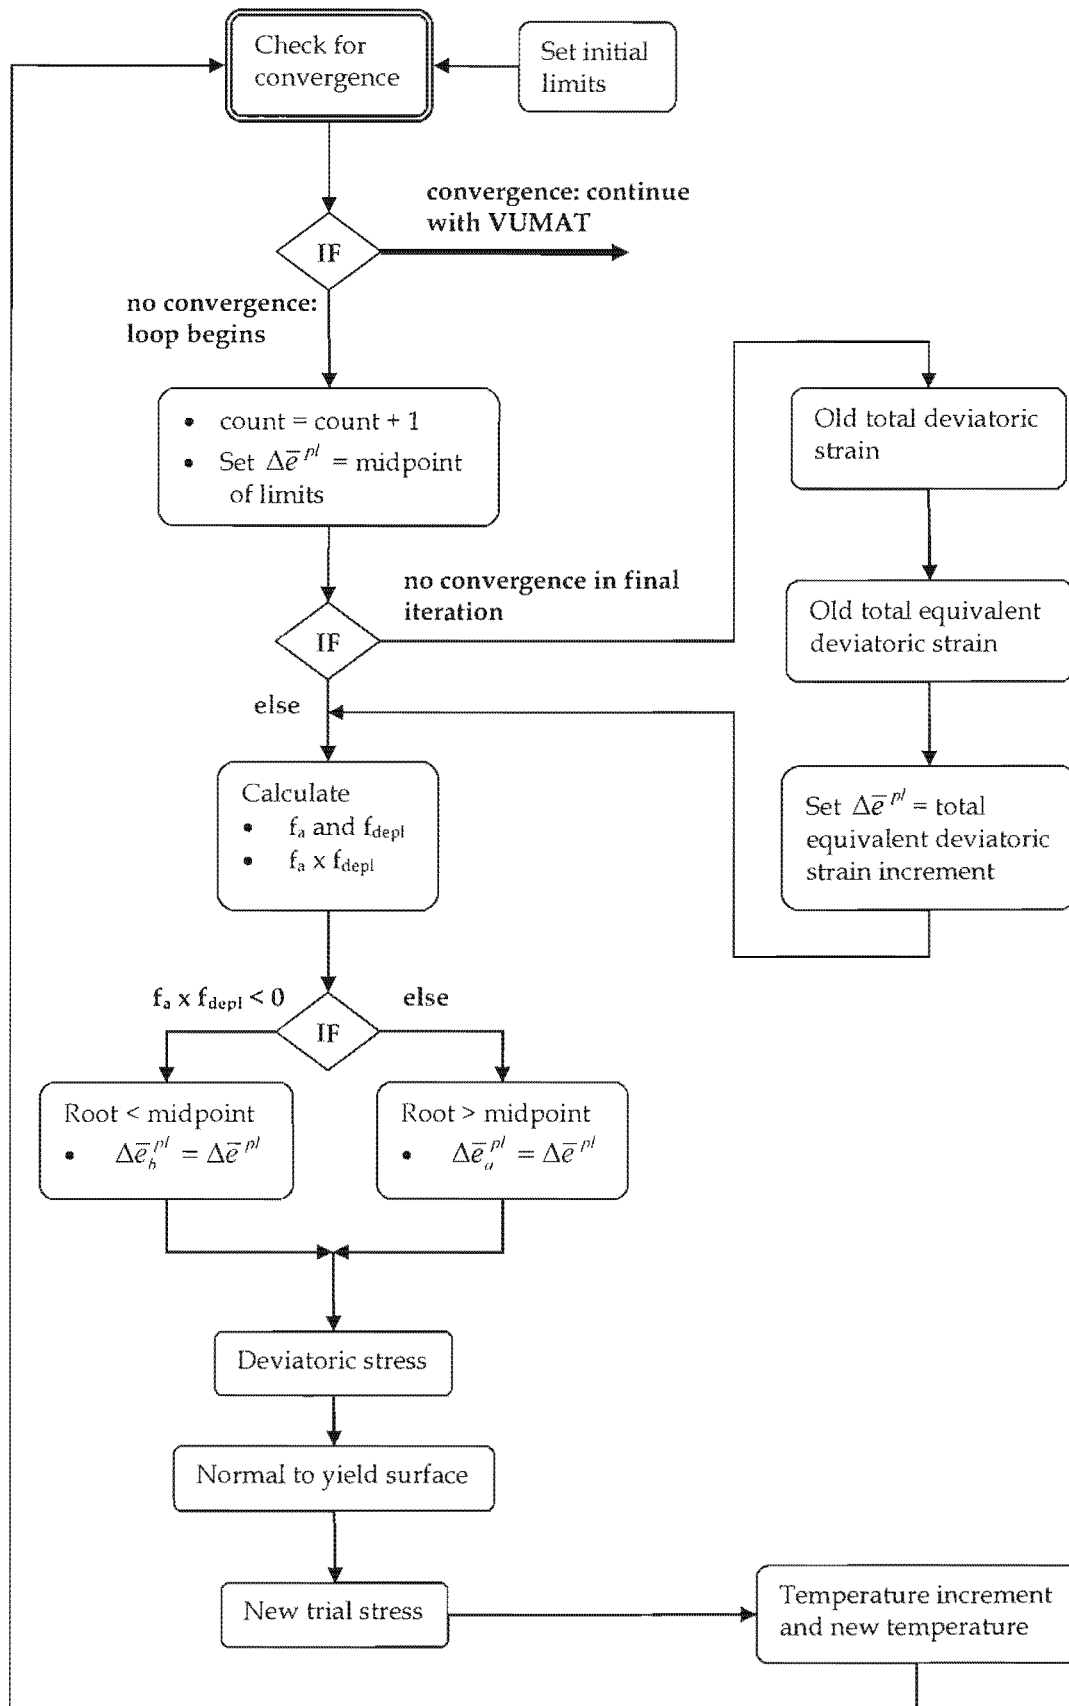 Check for
convergence
Set initial
limits
convergence: continue
with VUMAT
IF
no convergence:
loop begins
• count = count + 1
• Set Δē^pl = midpoint
of limits
no convergence in final
iteration
IF
else
Old total deviatoric
strain
Old total equivalent
deviatoric strain
Set Δē^pl = total
equivalent deviatoric
strain increment
Calculate
• f_a and f_depl
• f_a x f_depl
f_a x f_depl < 0
else
IF
Root < midpoint
• Δē_b^pl = Δē^pl
Root > midpoint
• Δē_a^pl = Δē^pl
Deviatoric stress
Normal to yield surface
New trial stress
Temperature increment
and new temperature